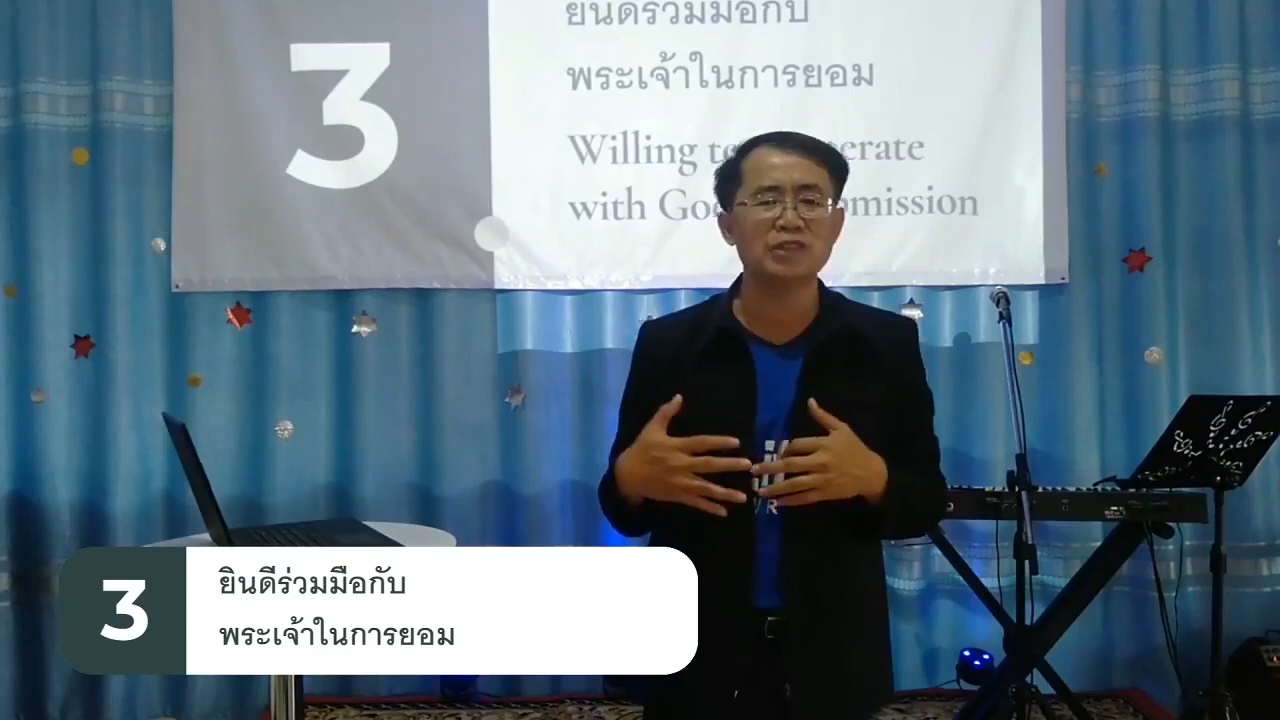 3
ยินดีร่วมมือกับ
พระเจ้าในการยอม
Willing
with
3
ยินดีร่วมมือกับ
พระเจ้าในการยอม